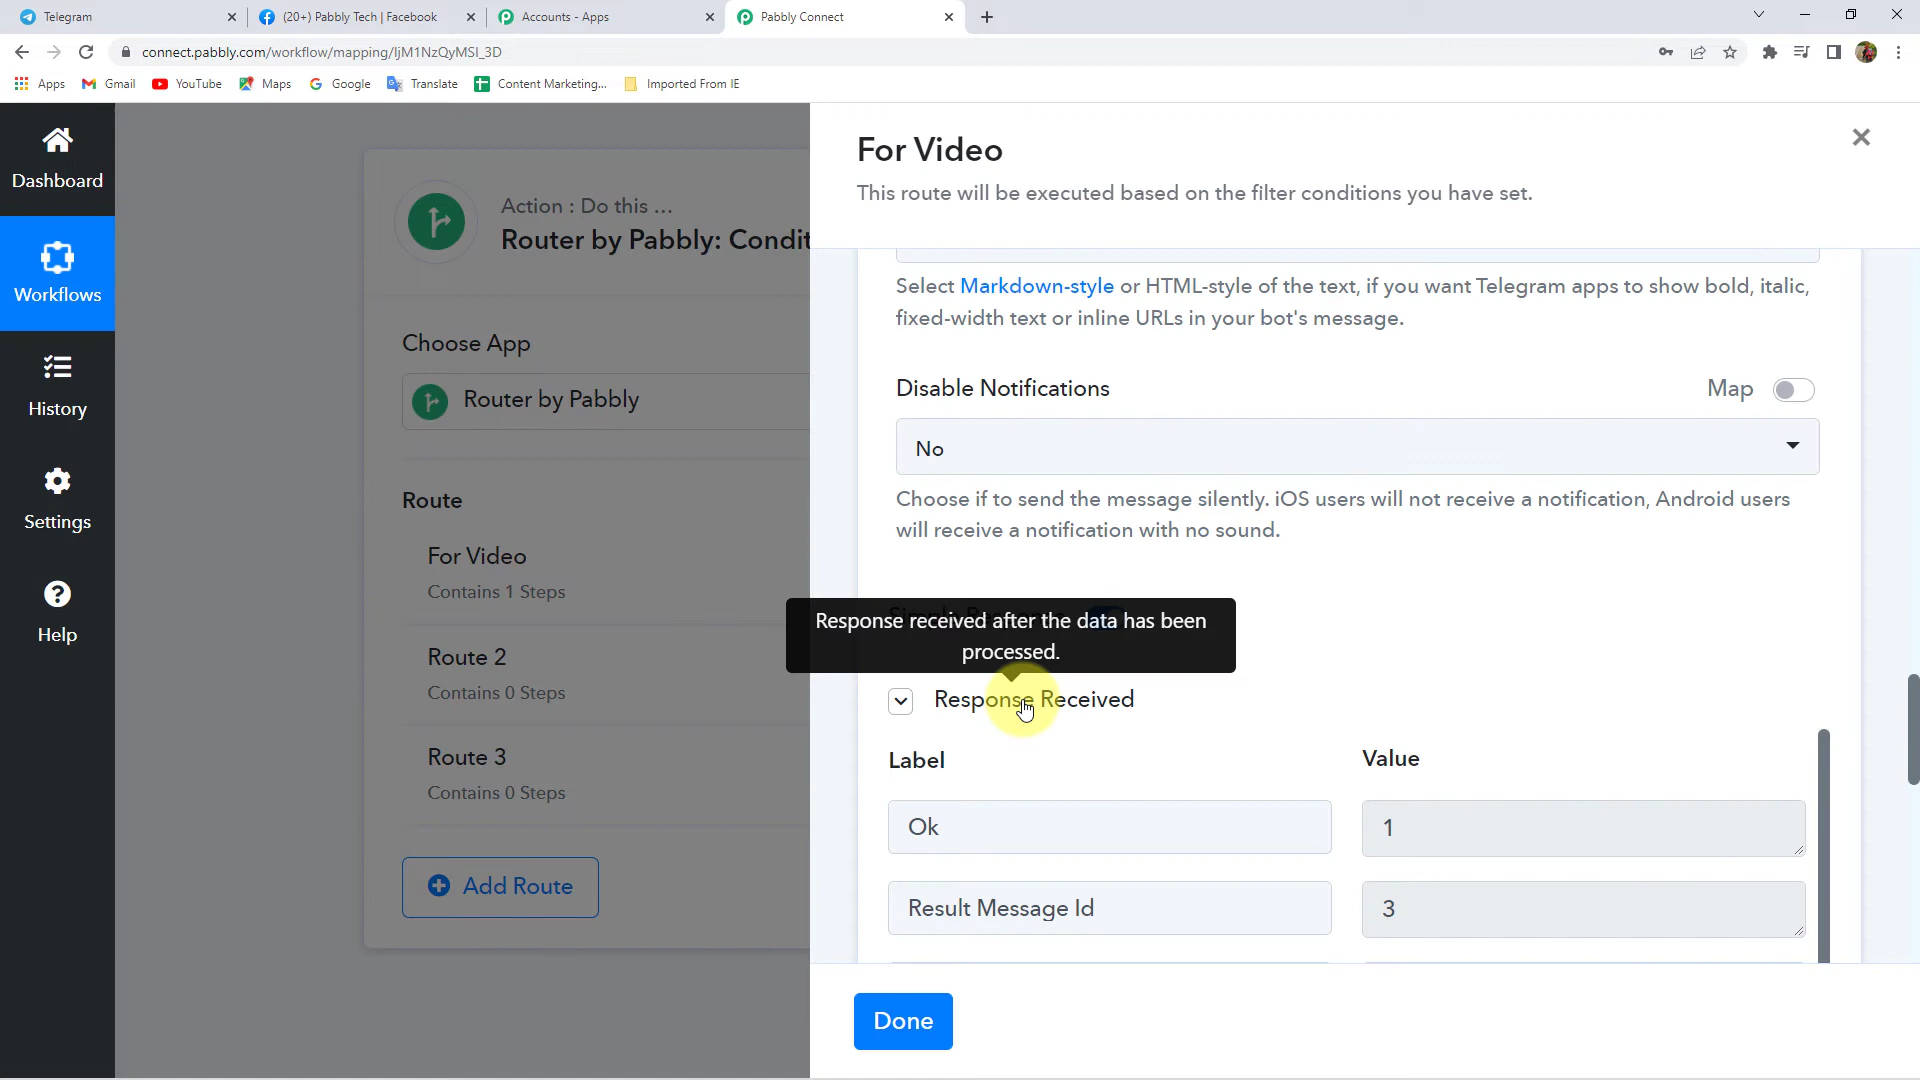 Telegram
(20+) Pabbly Tech | Facebook
Accounts - Apps
Pabbly Connect
connect.pabbly.com/workflow/mapping/IjM1NzQyMSI_3D
Apps
Gmail
YouTube
Maps
Google
Translate
Content Marketing...
Imported From IE
Dashboard
Workflows
History
Settings
Help
Action : Do this ...
Router by Pabbly: Condit
Choose App
Router by Pabbly
Route
For Video
Contains 1 Steps
Route 2
Contains 0 Steps
Route 3
Contains 0 Steps
Add Route
For Video
This route will be executed based on the filter conditions you have set.
Select Markdown-style or HTML-style of the text, if you want Telegram apps to show bold, italic,
fixed-width text or inline URLs in your bot's message.
Disable Notifications
Map
No
Choose if to send the message silently. iOS users will not receive a notification, Android users
will receive a notification with no sound.
Response received after the data has been
processed.
Response Received
Label
Value
Ok
1
Result Message Id
3
Done